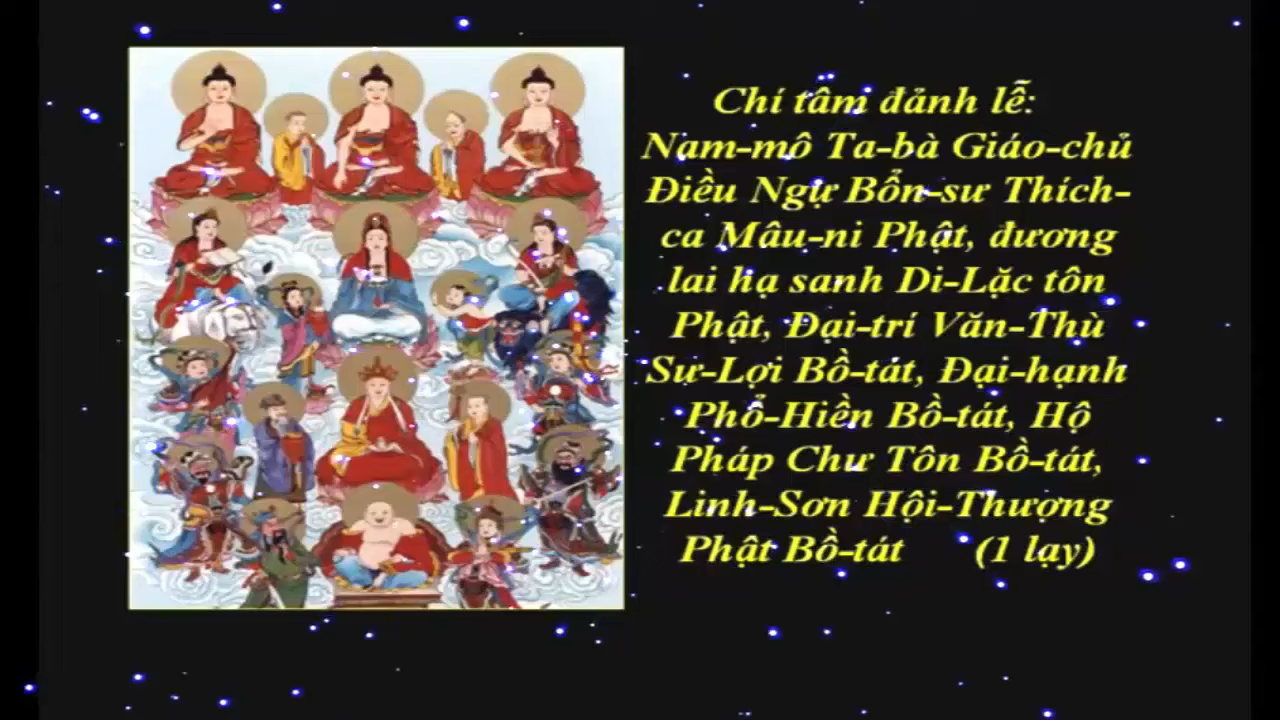 Chí tâm đảnh lễ:
Nam-mô Ta-bà Giáo-chủ
Điều Ngự Bổn-sư Thích-
ca Mâu-ni Phật, đương
lai hạ sanh Di-Lặc tôn
Phật, Đại-trí Văn-Thù
Sư-Lợi Bồ-tát, Đại-hạnh
Phổ-Hiền Bồ-tát, Hộ
Pháp Chư Tôn Bồ-tát,
Linh-Sơn Hội-Thượng
Phật Bồ-tát (1 lạy)